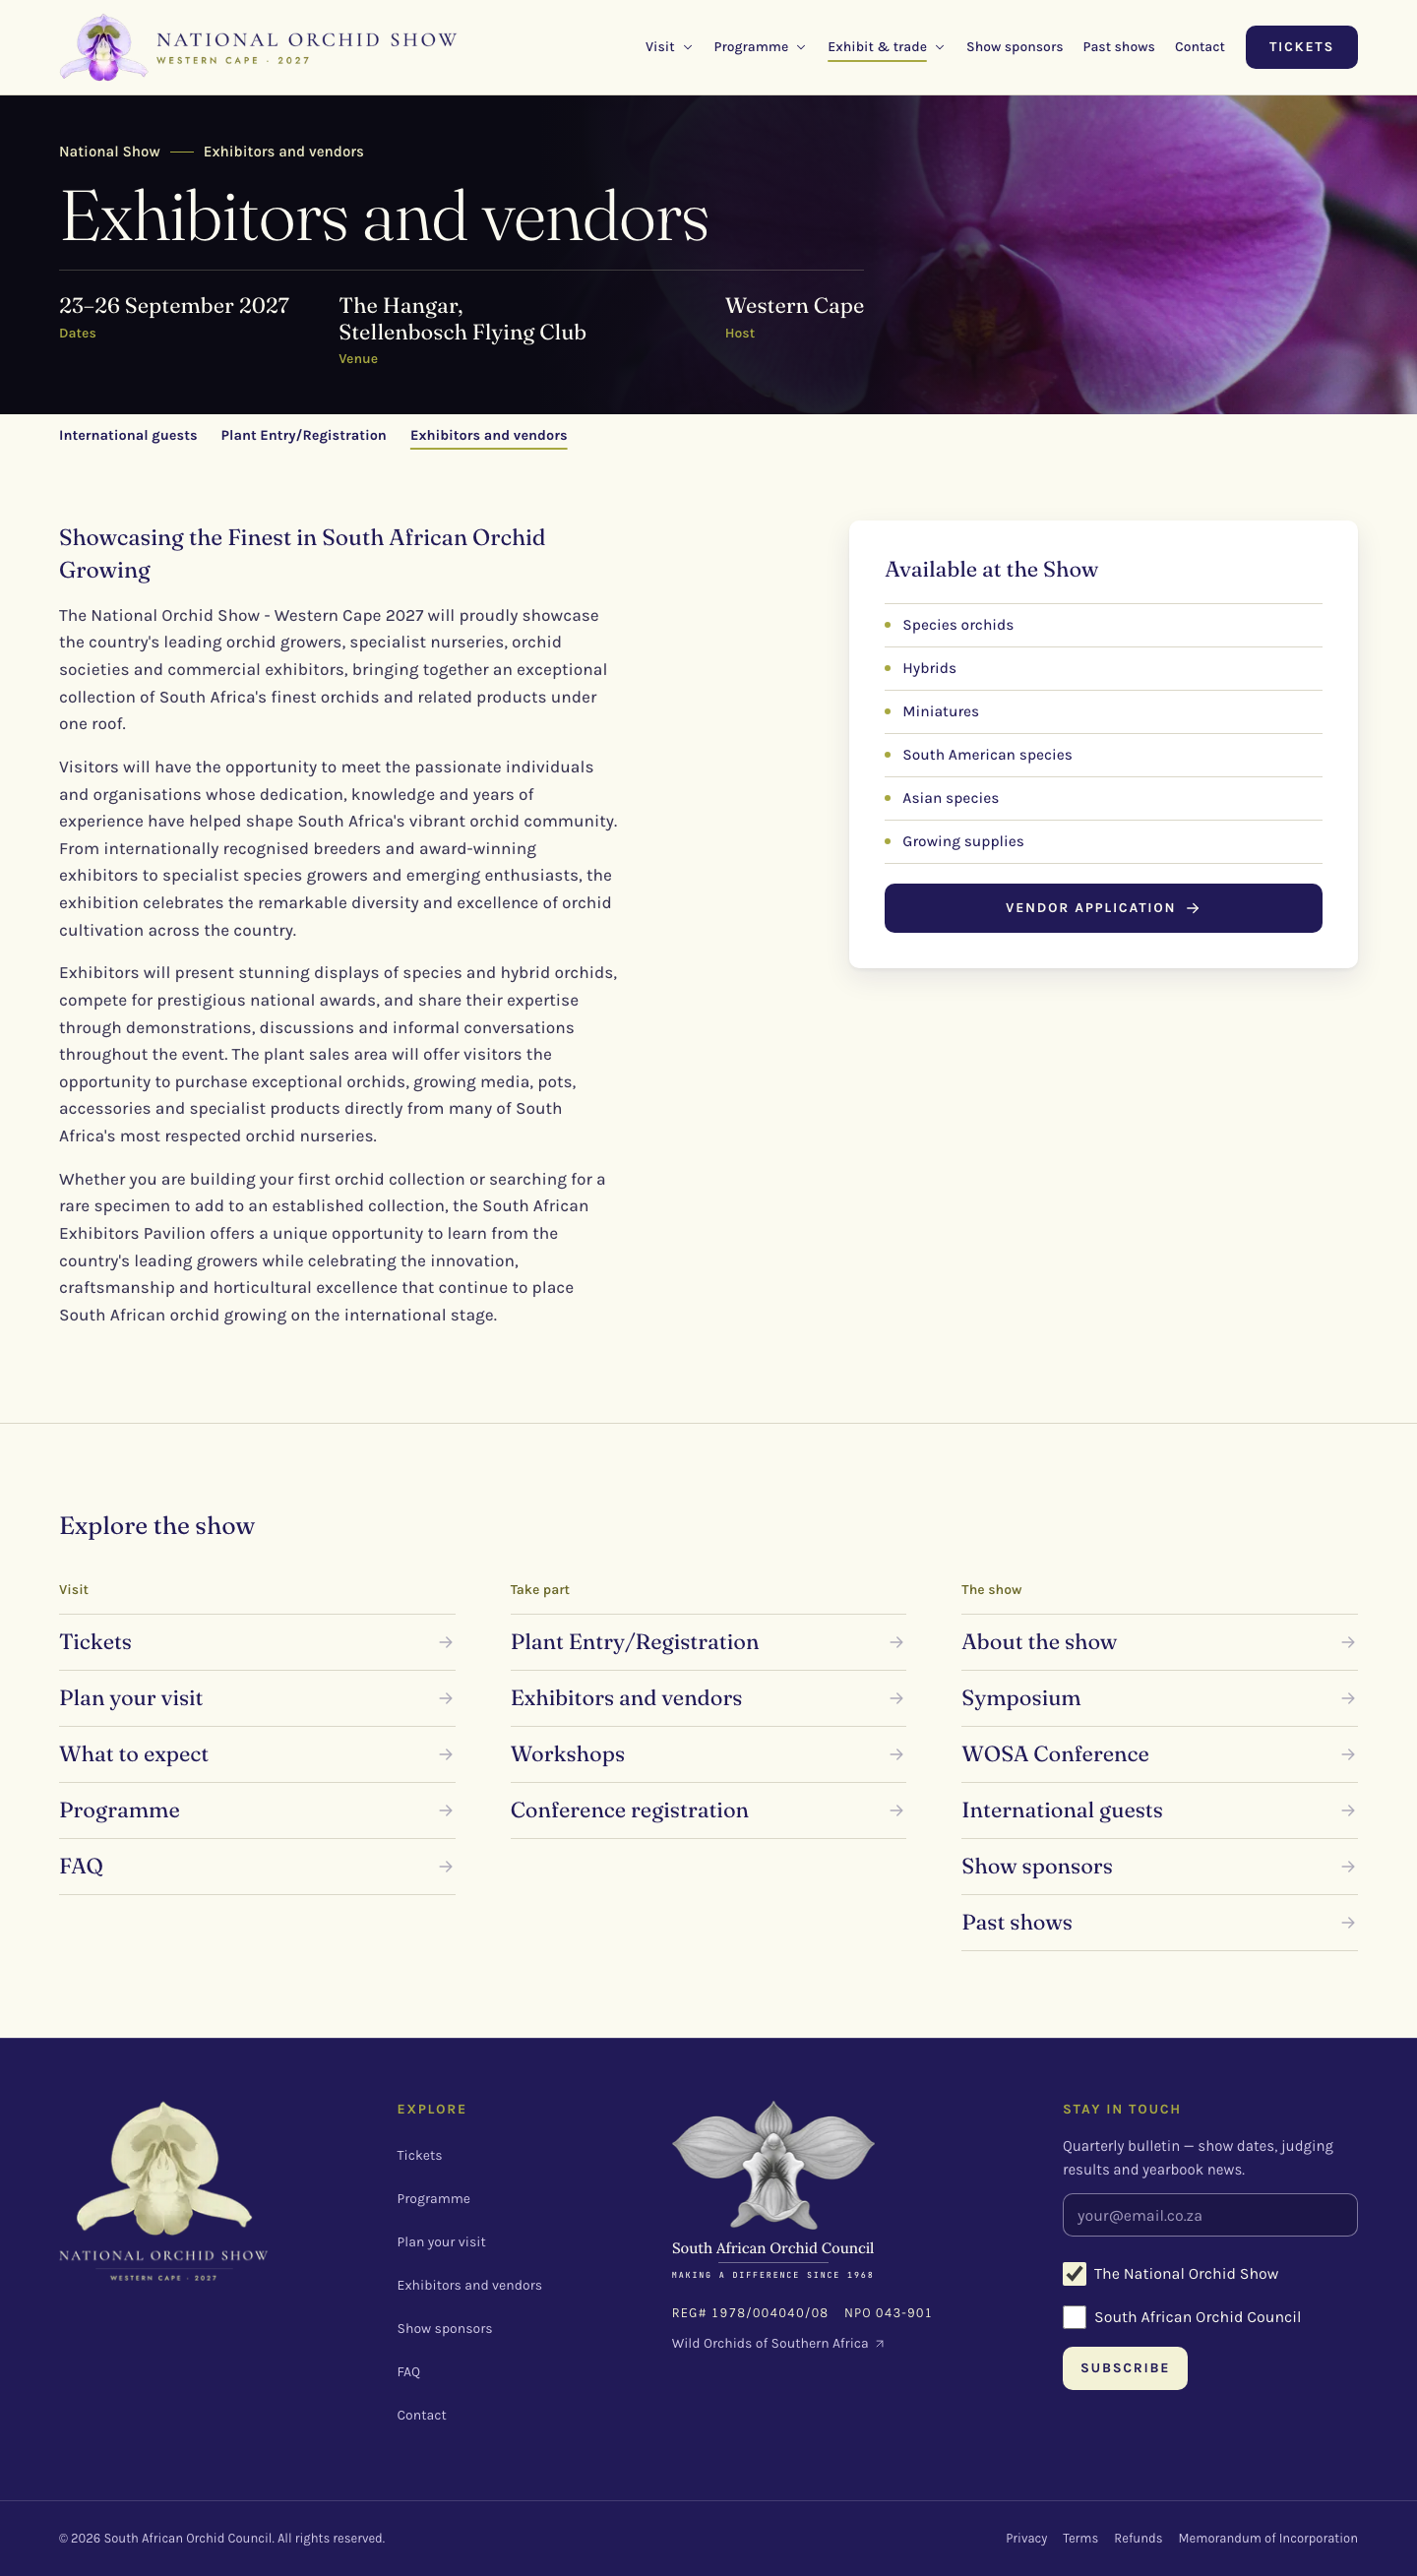 NATIONAL ORCHID SHOW
WESTERN CAPE · 2027
Visit
Programme
Exhibit & trade
Show sponsors
Past shows
Contact
TICKETS
National Show — Exhibitors and vendors
Exhibitors and vendors
23–26 September 2027
Dates
The Hangar,
Stellenbosch Flying Club
Venue
Western Cape
Host
International guests
Plant Entry/Registration
Exhibitors and vendors
Showcasing the Finest in South African Orchid
Growing
The National Orchid Show - Western Cape 2027 will proudly showcase
the country's leading orchid growers, specialist nurseries, orchid
societies and commercial exhibitors, bringing together an exceptional
collection of South Africa's finest orchids and related products under
one roof.
Visitors will have the opportunity to meet the passionate individuals
and organisations whose dedication, knowledge and years of
experience have helped shape South Africa's vibrant orchid community.
From internationally recognised breeders and award-winning
exhibitors to specialist species growers and emerging enthusiasts, the
exhibition celebrates the remarkable diversity and excellence of orchid
cultivation across the country.
Exhibitors will present stunning displays of species and hybrid orchids,
compete for prestigious national awards, and share their expertise
through demonstrations, discussions and informal conversations
throughout the event. The plant sales area will offer visitors the
opportunity to purchase exceptional orchids, growing media, pots,
accessories and specialist products directly from many of South
Africa's most respected orchid nurseries.
Whether you are building your first orchid collection or searching for a
rare specimen to add to an established collection, the South African
Exhibitors Pavilion offers a unique opportunity to learn from the
country's leading growers while celebrating the innovation,
craftsmanship and horticultural excellence that continue to place
South African orchid growing on the international stage.
Available at the Show
Species orchids
Hybrids
Miniatures
South American species
Asian species
Growing supplies
VENDOR APPLICATION →
Explore the show
Visit
Tickets →
Plan your visit →
What to expect →
Programme →
FAQ →
Take part
Plant Entry/Registration →
Exhibitors and vendors →
Workshops →
Conference registration →
The show
About the show →
Symposium →
WOSA Conference →
International guests →
Show sponsors →
Past shows →
NATIONAL ORCHID SHOW
WESTERN CAPE · 2027
EXPLORE
Tickets
Programme
Plan your visit
Exhibitors and vendors
Show sponsors
FAQ
Contact
South African Orchid Council
MAKING A DIFFERENCE SINCE 1968
REG# 1978/004040/08 NPO 043-901
Wild Orchids of Southern Africa ↗
STAY IN TOUCH
Quarterly bulletin — show dates, judging
results and yearbook news.
your@email.co.za
The National Orchid Show
South African Orchid Council
SUBSCRIBE
© 2026 South African Orchid Council. All rights reserved.
Privacy
Terms
Refunds
Memorandum of Incorporation